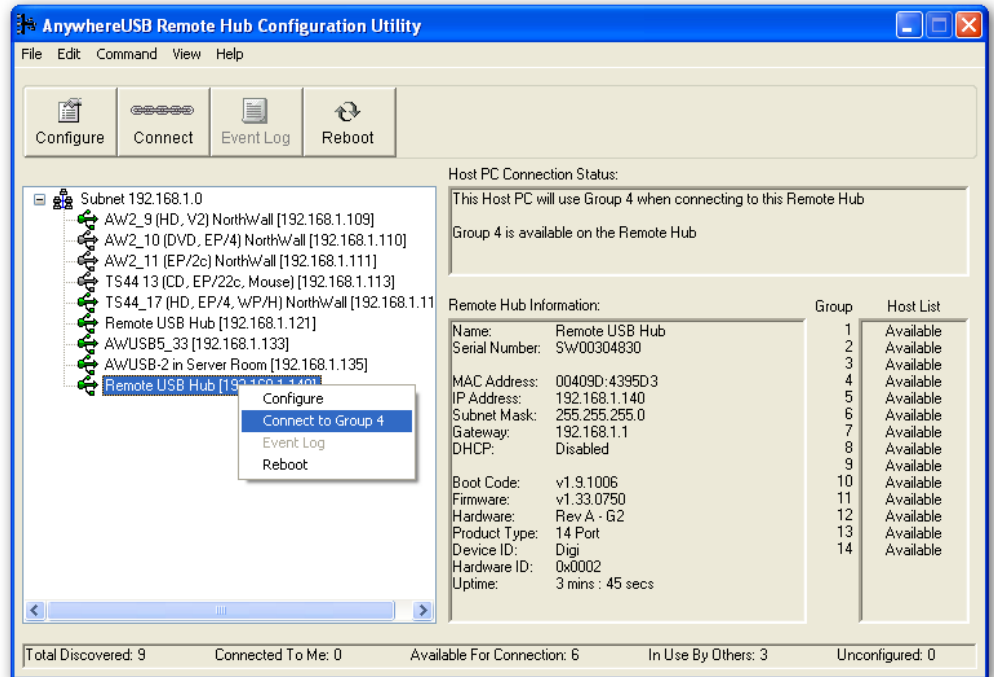 AnywhereUSB Remote Hub Configuration Utility
File Edit Command View Help
Configure Connect Event Log Reboot
Subnet 192.168.1.0
AW2_9 (HD, V2) NorthWall [192.168.1.109]
AW2_10 (DVD, EP/4) NorthWall [192.168.1.110]
AW2_11 (EP/2c) NorthWall [192.168.1.111]
TS44 13 (CD, EP/22c, Mouse) [192.168.1.113]
TS44_17 (HD, EP/4, WP/H) NorthWall [192.168.1.11
Remote USB Hub [192.168.1.121]
AWUSB5_33 [192.168.1.133]
AWUSB-2 in Server Room [192.168.1.135]
Remote USB Hub [192.168.1.140]
Configure
Connect to Group 4
Event Log
Reboot
Host PC Connection Status:
This Host PC will use Group 4 when connecting to this Remote Hub
Group 4 is available on the Remote Hub
Remote Hub Information:
Name: Remote USB Hub
Serial Number: SW00304830
MAC Address: 00409D:4395D3
IP Address: 192.168.1.140
Subnet Mask: 255.255.255.0
Gateway: 192.168.1.1
DHCP: Disabled
Boot Code: v1.9.1006
Firmware: v1.33.0750
Hardware: Rev A - G2
Product Type: 14 Port
Device ID: Digi
Hardware ID: 0x0002
Uptime: 3 mins : 45 secs
Group Host List
1 Available
2 Available
3 Available
4 Available
5 Available
6 Available
7 Available
8 Available
9 Available
10 Available
11 Available
12 Available
13 Available
14 Available
Total Discovered: 9 Connected To Me: 0 Available For Connection: 6 In Use By Others: 3 Unconfigured: 0